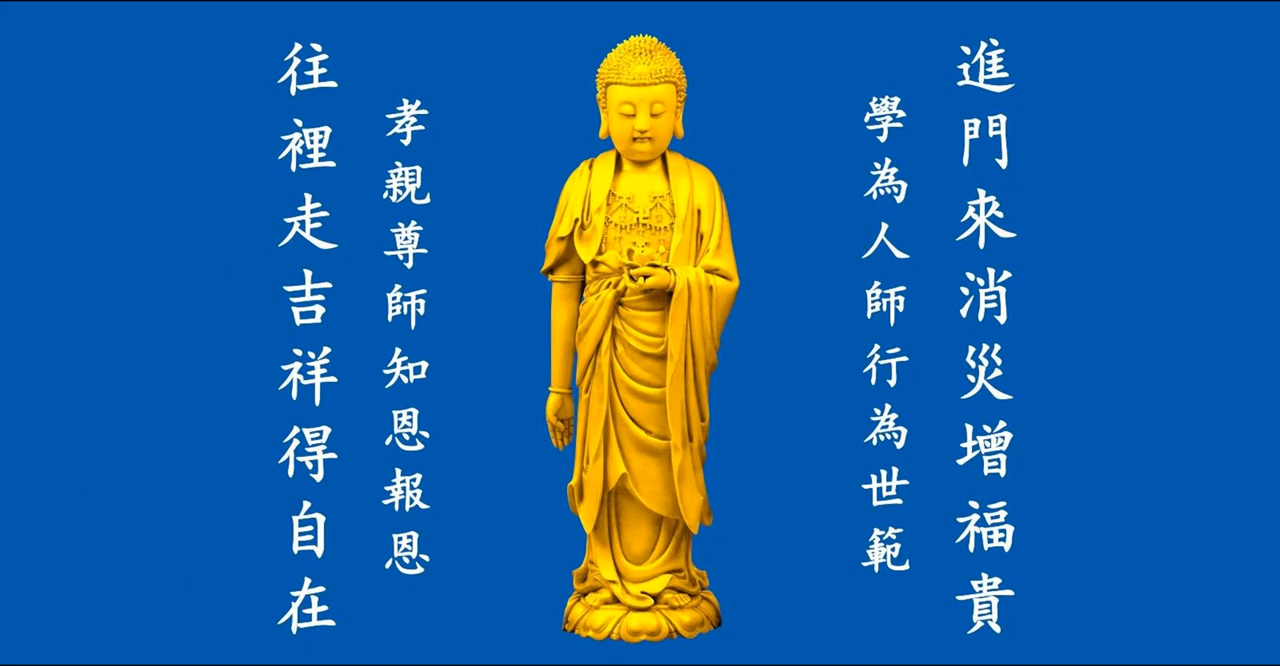 進門來消災增福貴
學為人師行為世範
孝親尊師知恩報恩
往裡走吉祥得自在